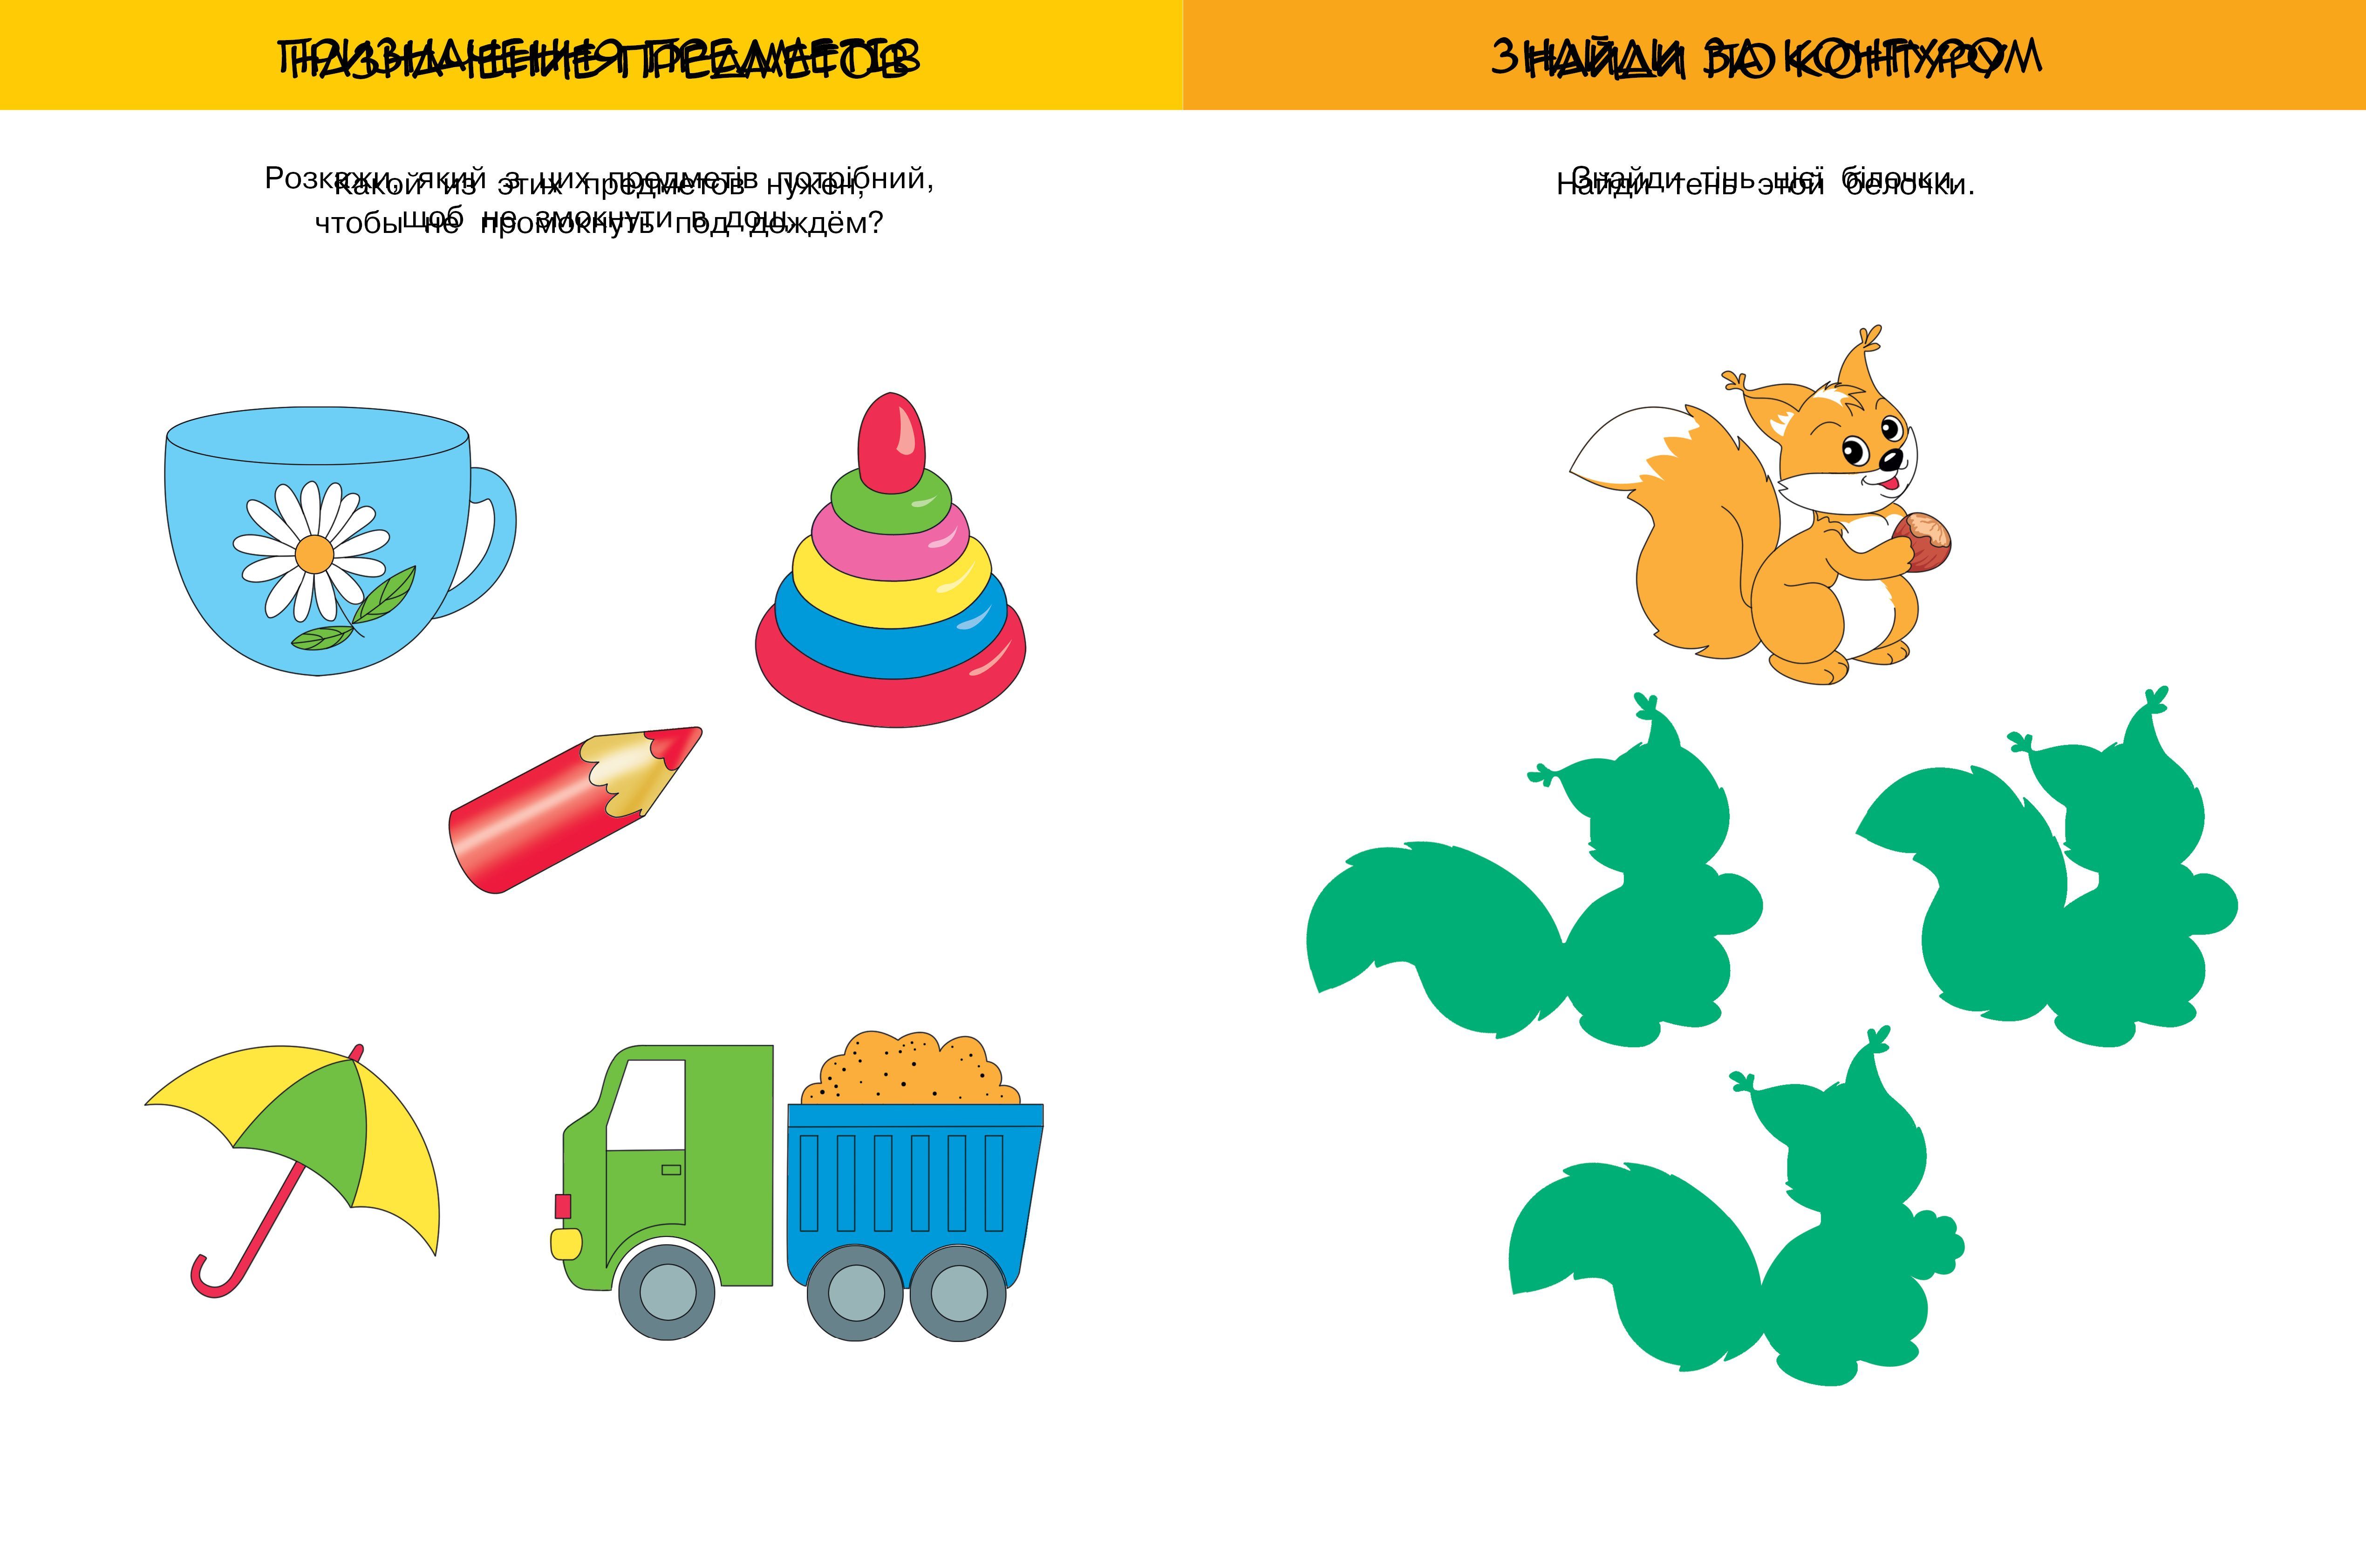 ПРИЗНАЧЕННЯ ПРЕДМЕТІВ
НАЗНАЧЕНИЕ ПРЕДМЕТОВ
Розкажи, який з цих предметів потрібний,
щоб не змокнути в дощ.
Какой из этих предметов нужен,
чтобы не промокнуть под дождём?
ЗНАЙДИ ЗА КОНТУРОМ
НАЙДИ ПО КОНТУРУ
Знайди тінь цієї білочки.
Найди тень этой белочки.